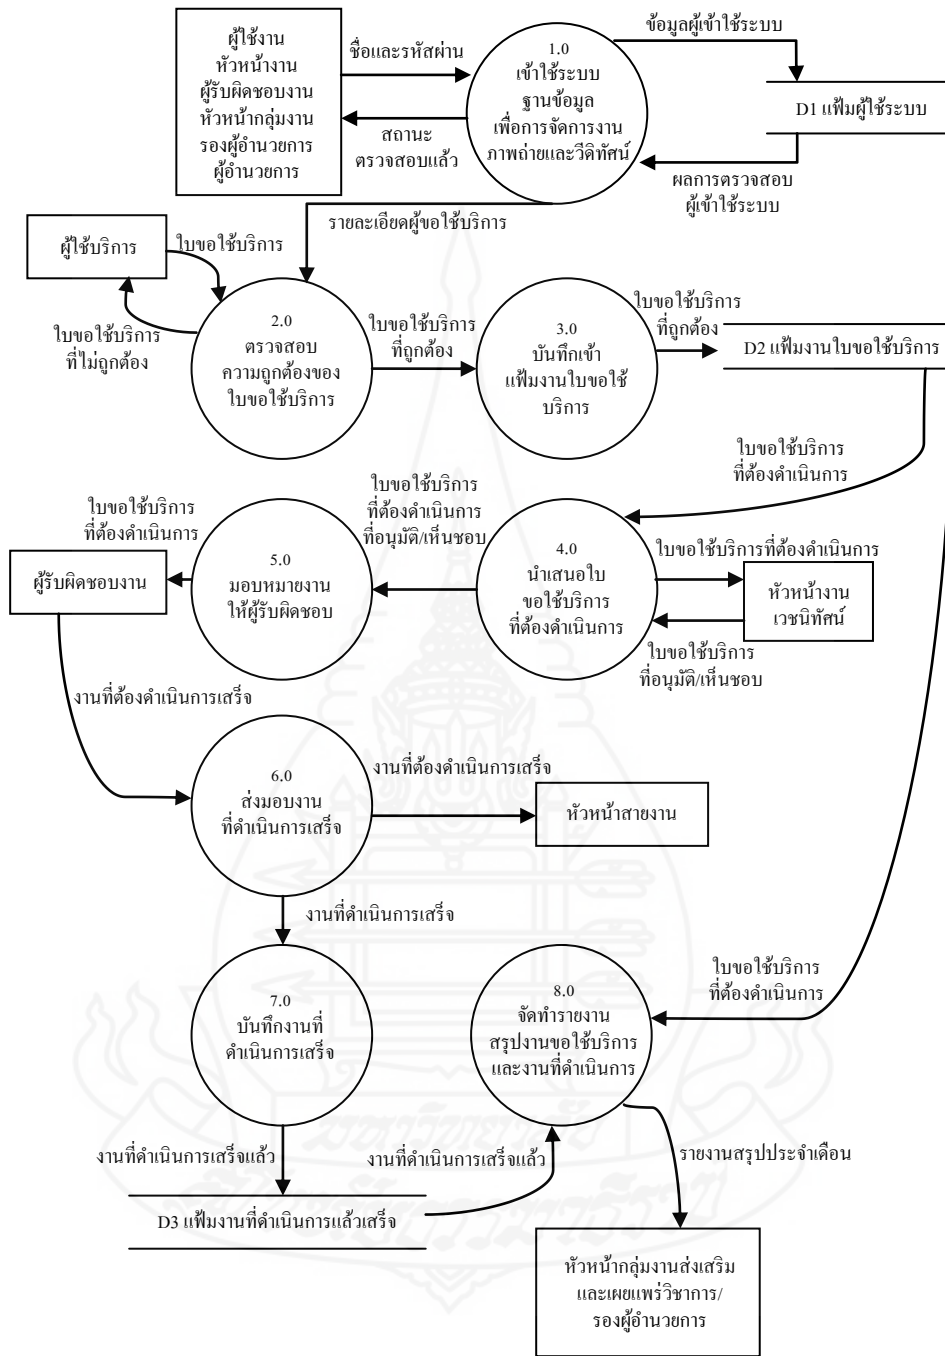 ผู้ใช้งาน
หัวหน้างาน
ผู้รับผิดชอบงาน
หัวหน้ากลุ่มงาน
รองผู้อำนวยการ
ผู้อำนวยการ
ชื่อและรหัสผ่าน
สถานะ
ตรวจสอบแล้ว
1.0
เข้าใช้ระบบ
ฐานข้อมูล
เพื่อการจัดการงาน
ภาพถ่ายและวีดิทัศน์
ข้อมูลผู้เข้าใช้ระบบ
D1 แฟ้มผู้ใช้ระบบ
ผลการตรวจสอบ
ผู้เข้าใช้ระบบ
รายละเอียดผู้ขอใช้บริการ
ผู้ใช้บริการ
ใบขอใช้บริการ
ใบขอใช้บริการ
ที่ไม่ถูกต้อง
2.0
ตรวจสอบ
ความถูกต้องของ
ใบขอใช้บริการ
ใบขอใช้บริการ
ที่ถูกต้อง
3.0
บันทึกเข้า
แฟ้มงานใบขอใช้
บริการ
ใบขอใช้บริการ
ที่ถูกต้อง
D2 แฟ้มงานใบขอใช้บริการ
ใบขอใช้บริการ
ที่ต้องดำเนินการ
4.0
นำเสนอใบ
ขอใช้บริการ
ที่ต้องดำเนินการ
ใบขอใช้บริการที่ต้องดำเนินการ
หัวหน้างาน
เวชนิทัศน์
ใบขอใช้บริการ
ที่อนุมัติ/เห็นชอบ
ใบขอใช้บริการ
ที่ต้องดำเนินการ
ที่อนุมัติ/เห็นชอบ
5.0
มอบหมายงาน
ให้ผู้รับผิดชอบ
ใบขอใช้บริการ
ที่ต้องดำเนินการ
ผู้รับผิดชอบงาน
งานที่ต้องดำเนินการเสร็จ
6.0
ส่งมอบงาน
ที่ดำเนินการเสร็จ
งานที่ต้องดำเนินการเสร็จ
หัวหน้าสายงาน
งานที่ดำเนินการเสร็จ
7.0
บันทึกงานที่
ดำเนินการเสร็จ
8.0
จัดทำรายงาน
สรุปงานขอใช้บริการ
และงานที่ดำเนินการ
ใบขอใช้บริการ
ที่ต้องดำเนินการ
งานที่ดำเนินการเสร็จแล้ว
D3 แฟ้มงานที่ดำเนินการแล้วเสร็จ
งานที่ดำเนินการเสร็จแล้ว
รายงานสรุปประจำเดือน
หัวหน้ากลุ่มงานส่งเสริม
และเผยแพร่วิชาการ/
รองผู้อำนวยการ
มหาวิทยาลัย
สุโขทัยธรรมาธิราช